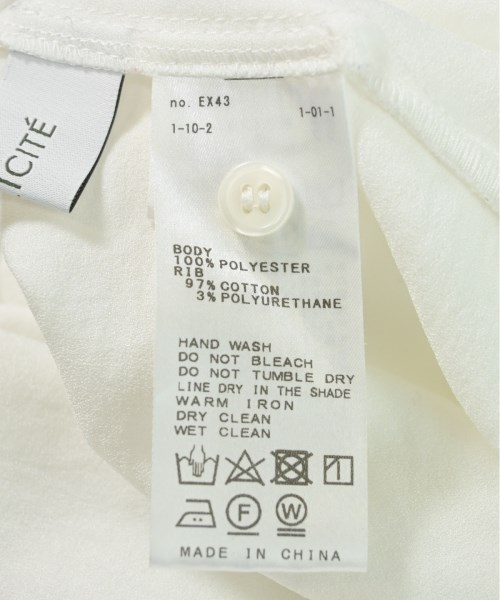 CITÉ
no. EX43
1-01-1
1-10-2
BODY
100% POLYESTER
RIB
97% COTTON
3% POLYURETHANE
HAND WASH
DO NOT BLEACH
DO NOT TUMBLE DRY
LINE DRY IN THE SHADE
WARM IRON
DRY CLEAN
WET CLEAN
F W
MADE IN CHINA